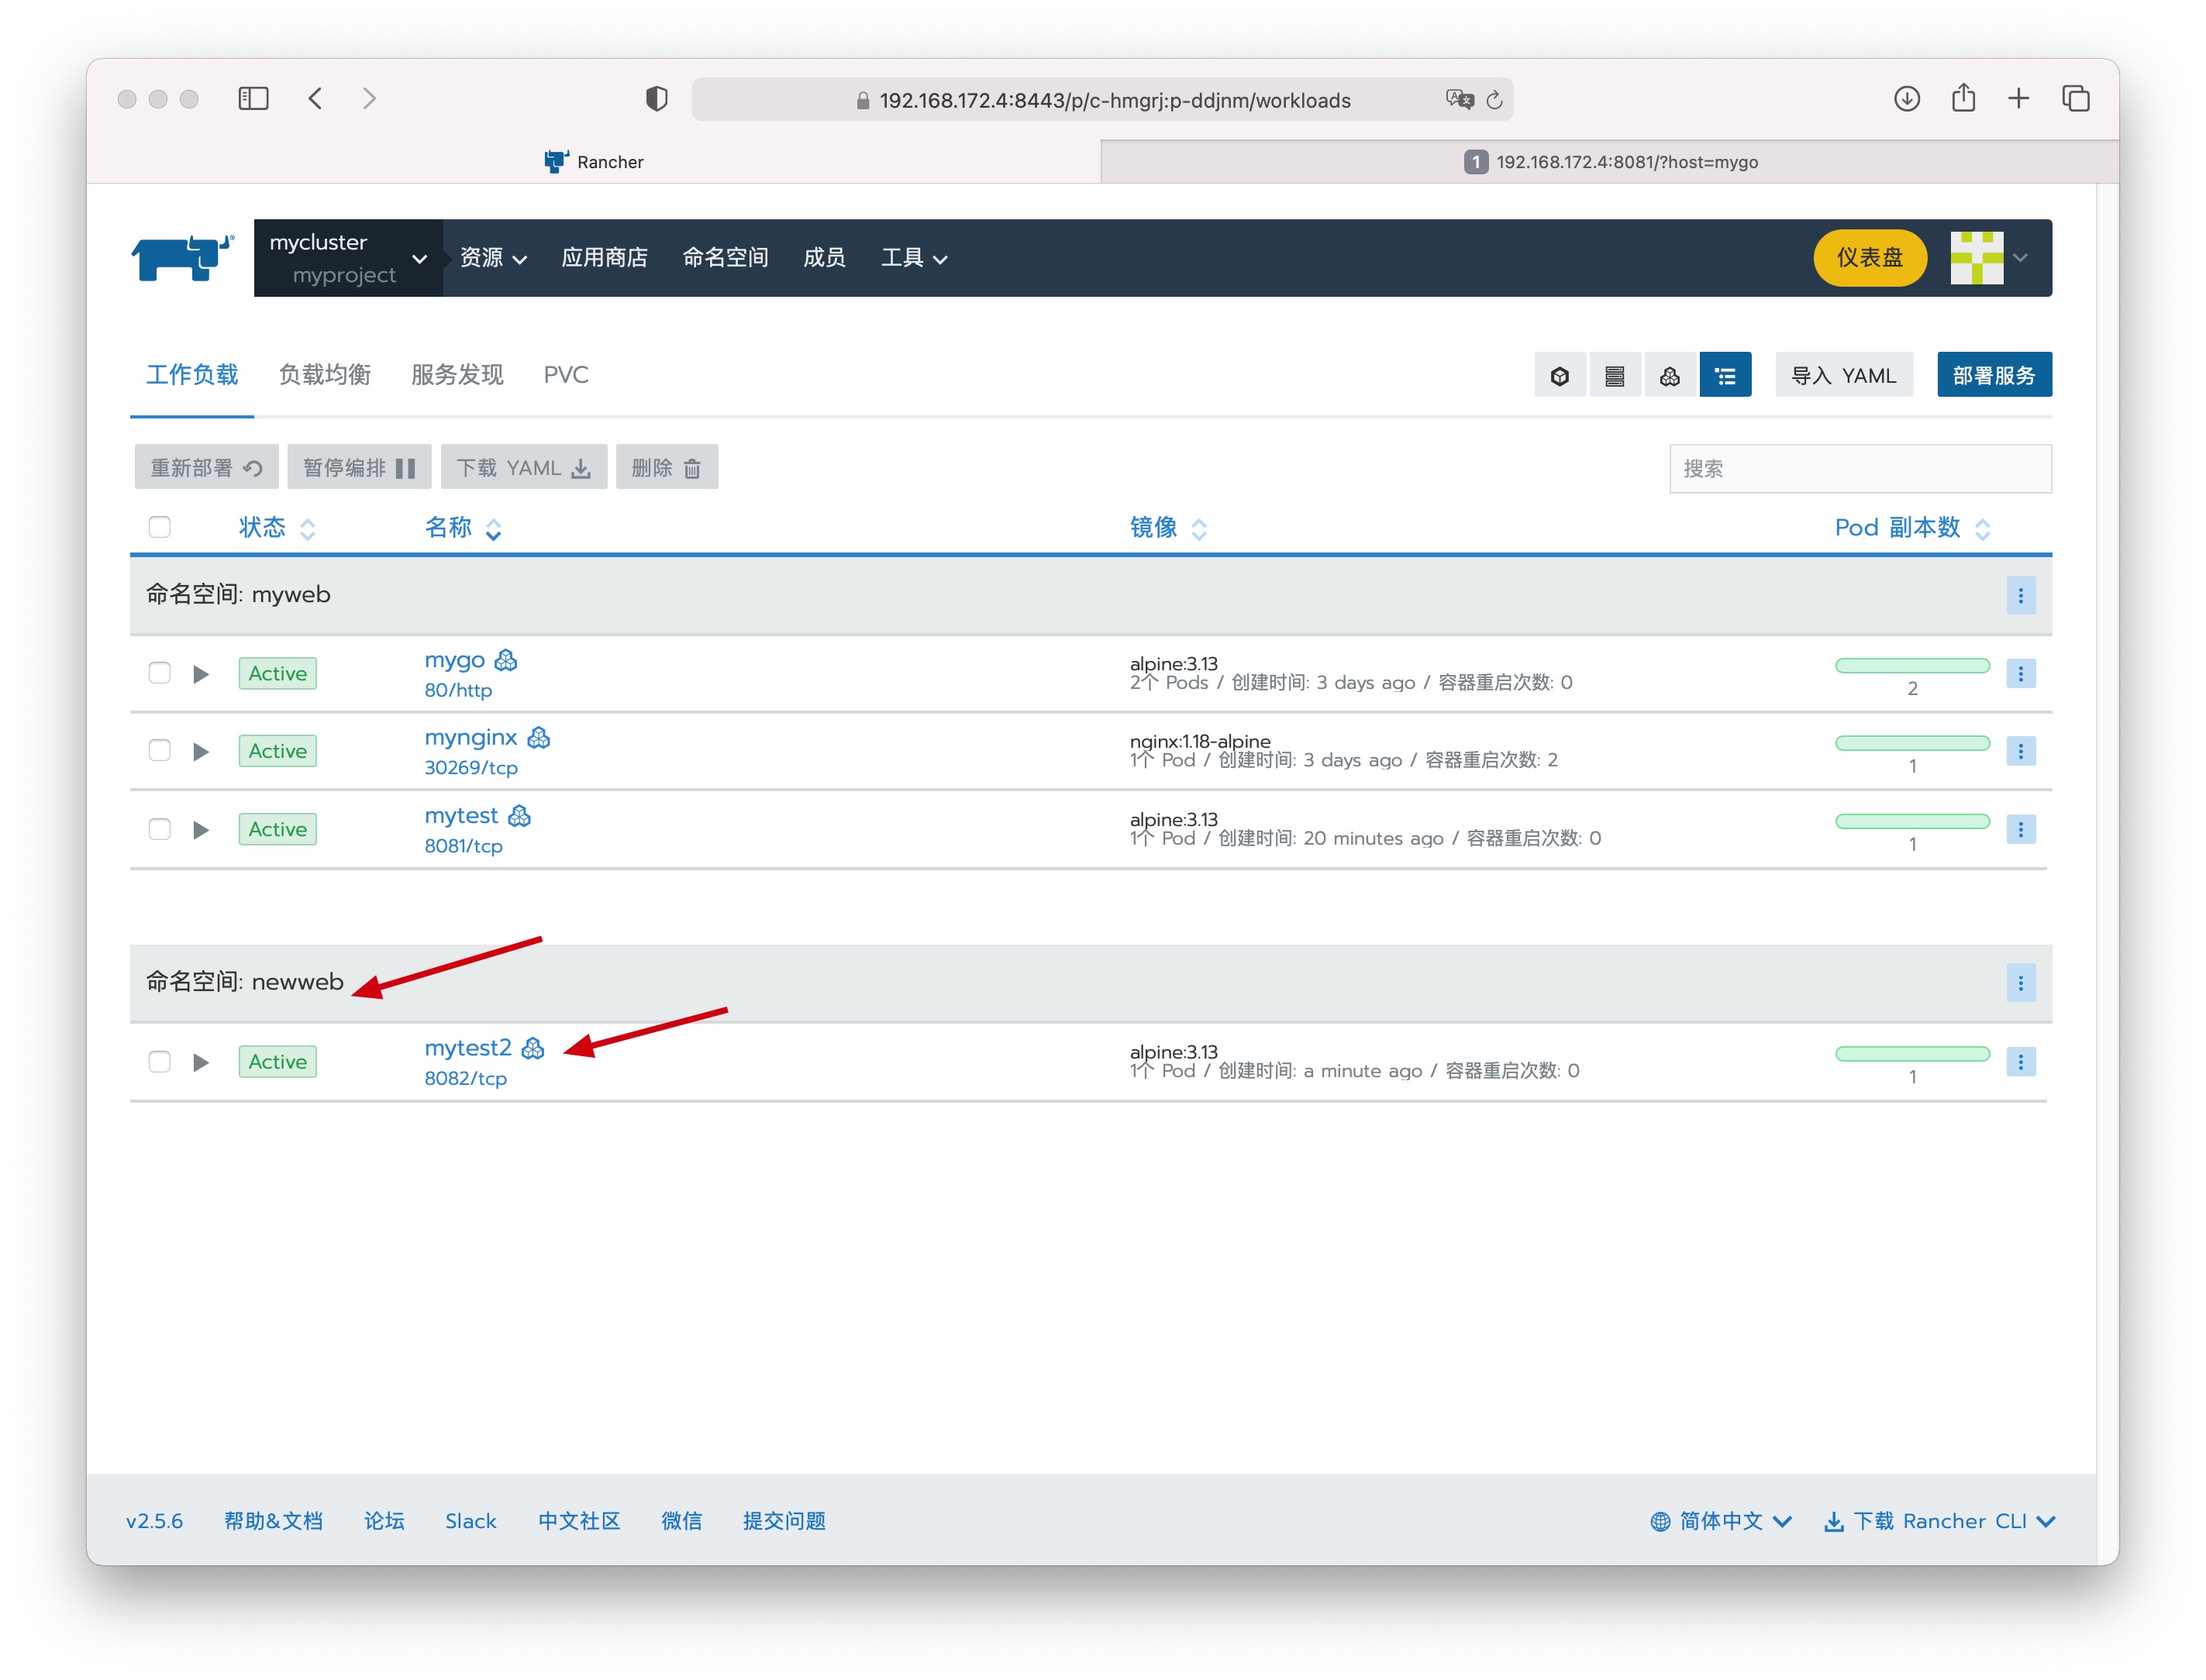 192.168.172.4:8443/p/c-hmgrj:p-ddjnm/workloads
Rancher
1 192.168.172.4:8081/?host=mygo
mycluster
myproject
资源 应用商店 命名空间 成员 工具 仪表盘
工作负载 负载均衡 服务发现 PVC 导入 YAML 部署服务
重新部署 暂停编排 下载 YAML 删除 搜索
状态 名称 镜像 Pod 副本数
命名空间: myweb
Active mygo alpine:3.13
80/http 2个 Pods / 创建时间: 3 days ago / 容器重启次数: 0 2
Active mynginx nginx:1.18-alpine
30269/tcp 1个 Pod / 创建时间: 3 days ago / 容器重启次数: 2 1
Active mytest alpine:3.13
8081/tcp 1个 Pod / 创建时间: 20 minutes ago / 容器重启次数: 0 1
命名空间: newweb
Active mytest2 alpine:3.13
8082/tcp 1个 Pod / 创建时间: a minute ago / 容器重启次数: 0 1
v2.5.6 帮助&文档 论坛 Slack 中文社区 微信 提交问题 简体中文 下载 Rancher CLI